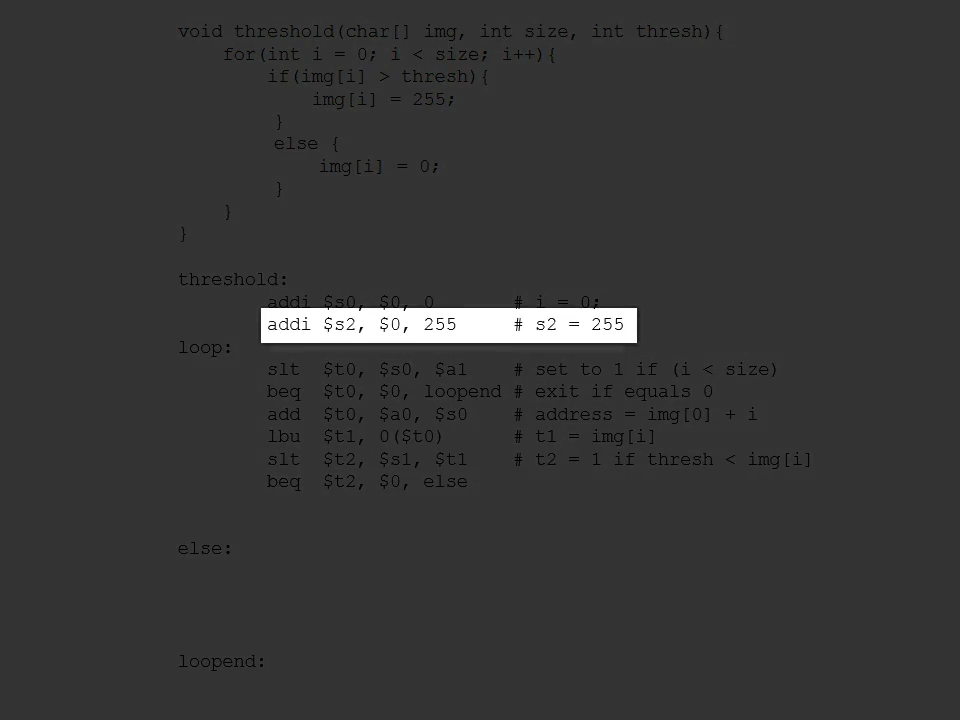 void threshold(char[] img, int size, int thresh){
for(int i = 0; i < size; i++){
if(img[i] > thresh){
img[i] = 255;
}
else {
img[i] = 0;
}
}
}
threshold:
addi $s0, $0, 0 # i = 0;
addi $s2, $0, 255 # s2 = 255
loop:
slt $t0, $s0, $a1 # set to 1 if (i < size)
beq $t0, $0, loopend # exit if equals 0
add $t0, $a0, $s0 # address = img[0] + i
lbu $t1, 0($t0) # t1 = img[i]
slt $t2, $s1, $t1 # t2 = 1 if thresh < img[i]
beq $t2, $0, else
else:
loopend: